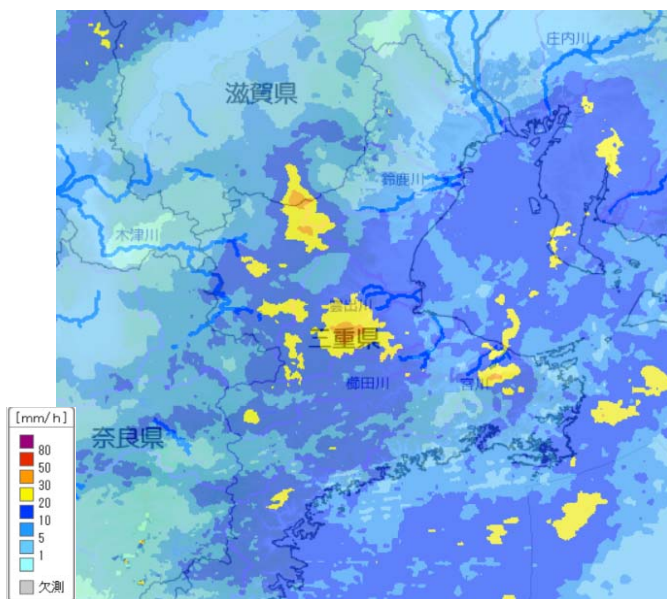 庄内川
滋賀県
鈴鹿川
木津川
雲出川
三重県
櫛田川
宮川
奈良県
[mm/h]
80
50
30
20
10
5
1
欠測